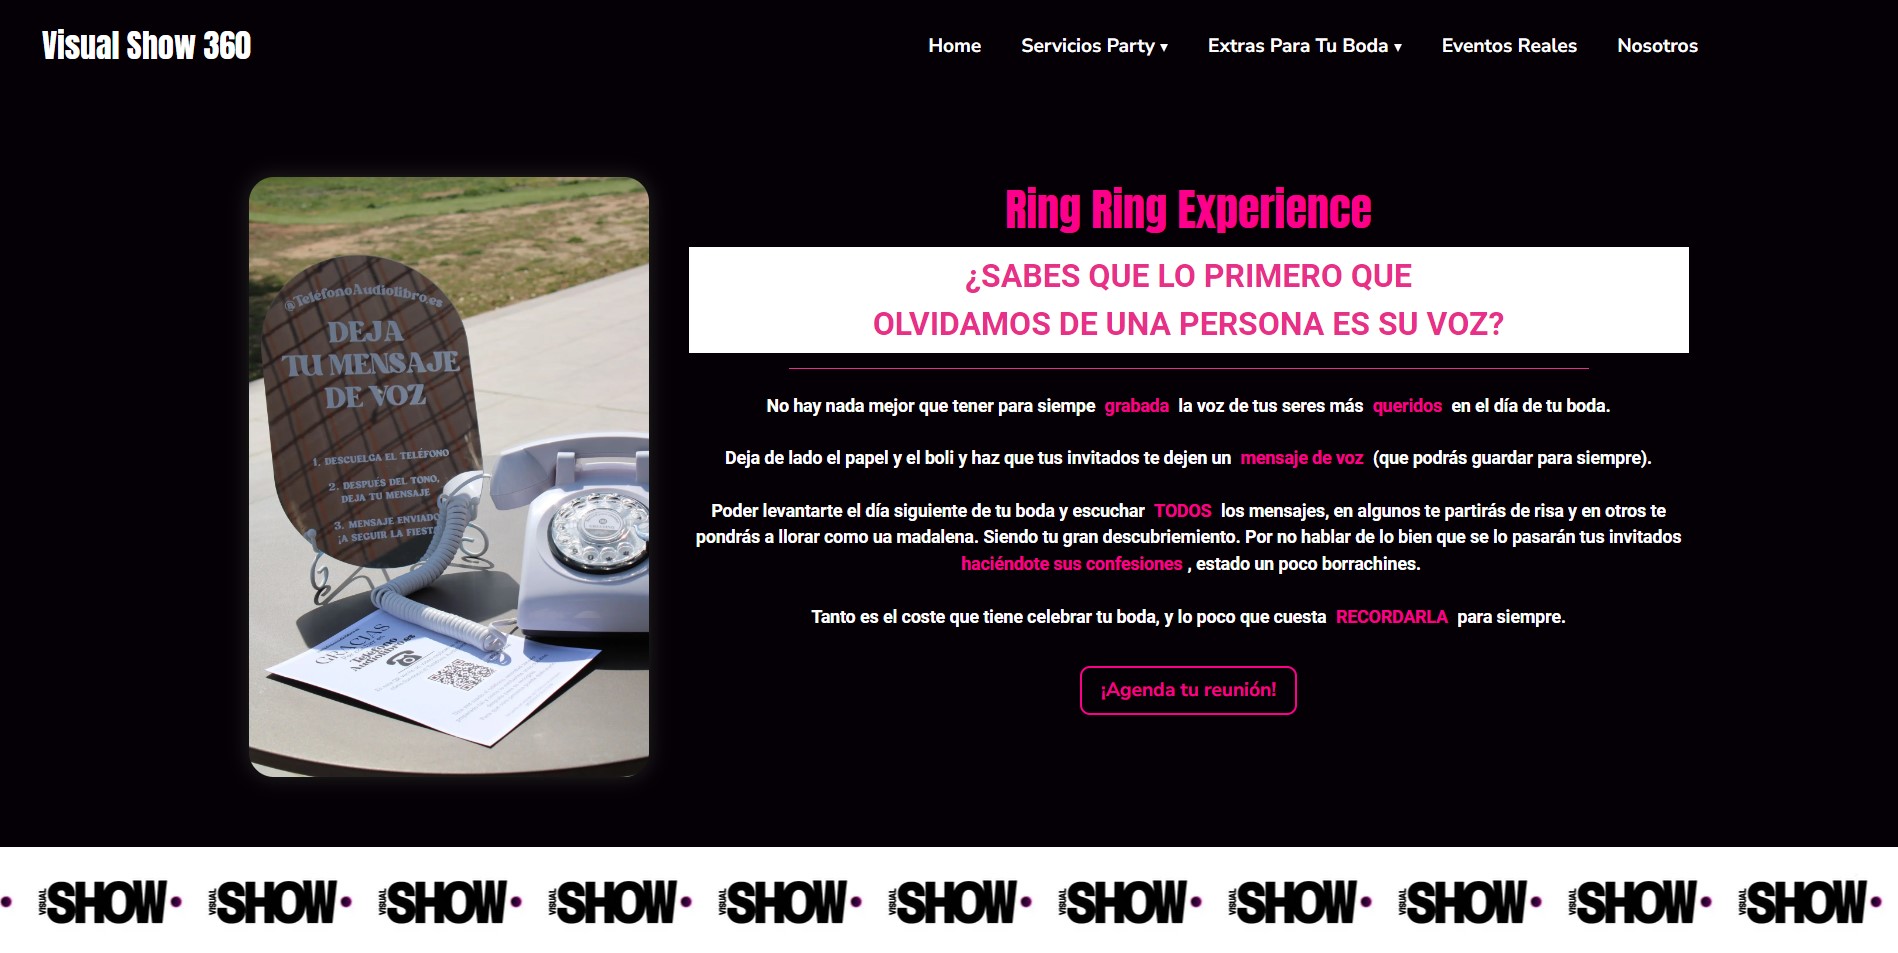 Visual Show 360
Home
Servicios Party ▾
Extras Para Tu Boda ▾
Eventos Reales
Nosotros
@TeléfonoAudiolibro.es
DEJA
TU MENSAJE
DE VOZ
1. DESCUELGA EL TELÉFONO
2. DESPUÉS DEL TONO,
DEJA TU MENSAJE
3. MENSAJE ENVIADO
¡A SEGUIR LA FIESTA
GRACIAS
Teléfono
Audiolibro.es
Ring Ring Experience
¿SABES QUE LO PRIMERO QUE
OLVIDAMOS DE UNA PERSONA ES SU VOZ?
No hay nada mejor que tener para siempe grabada la voz de tus seres más queridos en el día de tu boda.
Deja de lado el papel y el boli y haz que tus invitados te dejen un mensaje de voz (que podrás guardar para siempre).
Poder levantarte el día siguiente de tu boda y escuchar TODOS los mensajes, en algunos te partirás de risa y en otros te
pondrás a llorar como ua madalena. Siendo tu gran descubriemiento. Por no hablar de lo bien que se lo pasarán tus invitados
haciéndote sus confesiones , estado un poco borrachines.
Tanto es el coste que tiene celebrar tu boda, y lo poco que cuesta RECORDARLA para siempre.
¡Agenda tu reunión!
VISUAL SHOW VISUAL SHOW VISUAL SHOW VISUAL SHOW VISUAL SHOW VISUAL SHOW VISUAL SHOW VISUAL SHOW VISUAL SHOW VISUAL SHOW VISUAL SHOW